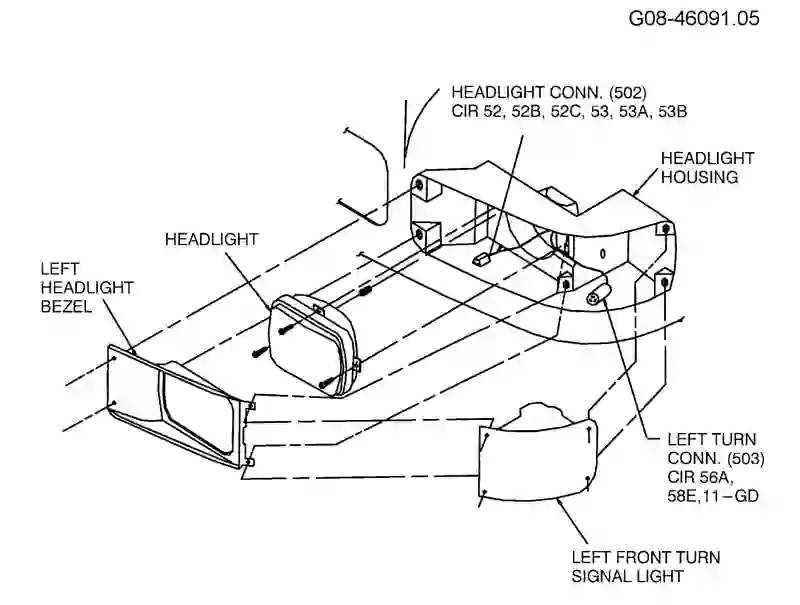 G08-46091.05
HEADLIGHT CONN. (502)
CIR 52, 52B, 52C, 53, 53A, 53B
HEADLIGHT
HOUSING
HEADLIGHT
LEFT
HEADLIGHT
BEZEL
LEFT TURN
CONN. (503)
CIR 56A,
58E,11-GD
LEFT FRONT TURN
SIGNAL LIGHT